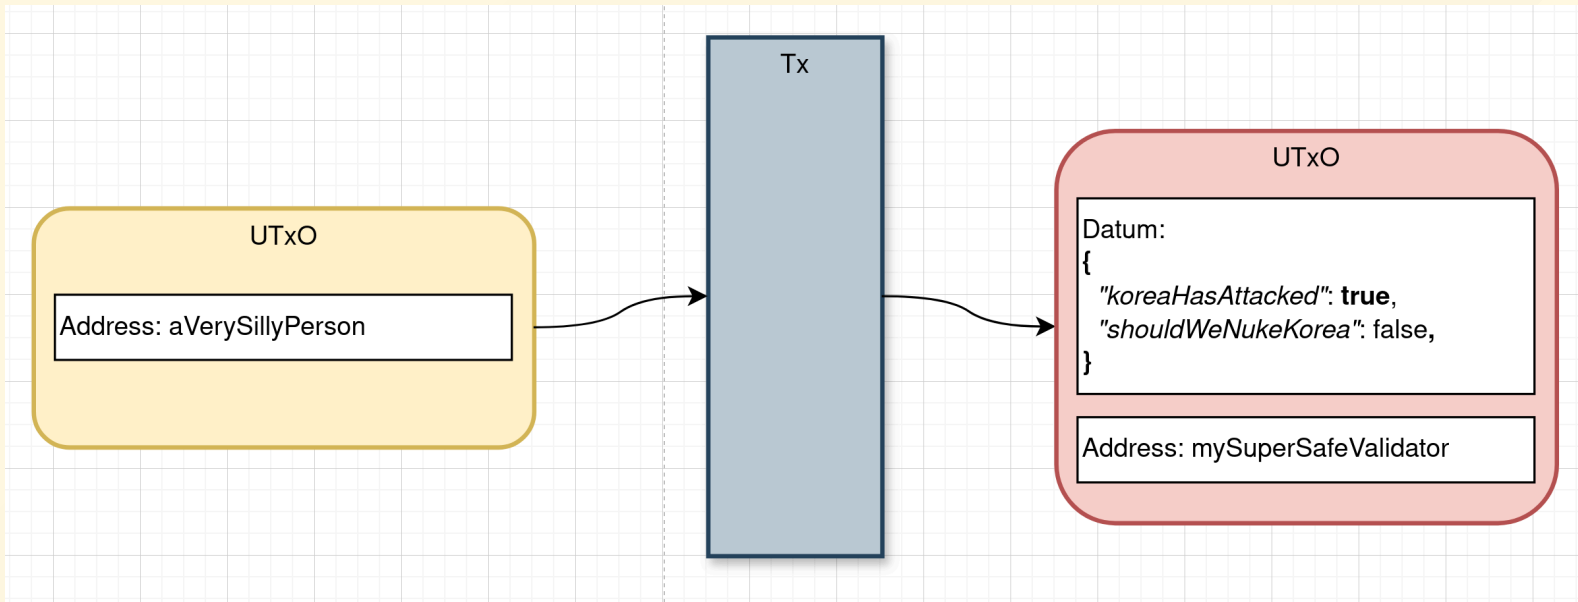 UTxO
Address: aVerySillyPerson
Tx
UTxO
Datum:
{
"koreaHasAttacked": true,
"shouldWeNukeKorea": false,
}
Address: mySuperSafeValidator